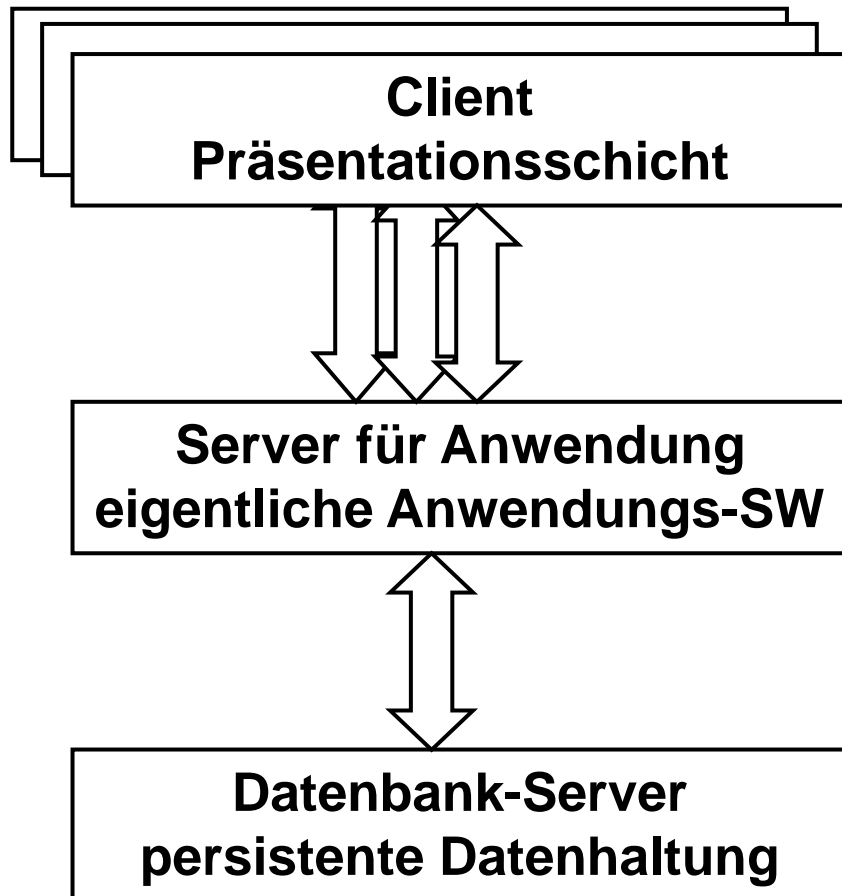 Client
Präsentationsschicht
Server für Anwendung
eigentliche Anwendungs-SW
Datenbank-Server
persistente Datenhaltung